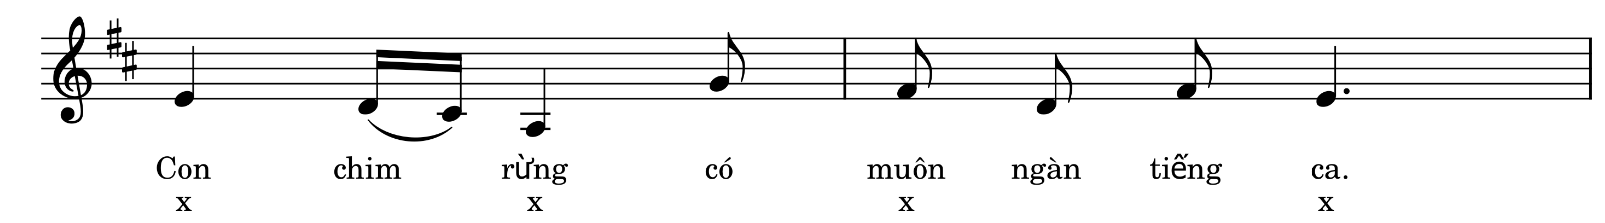 Con chim rừng có muôn ngàn tiếng ca.
x x x x